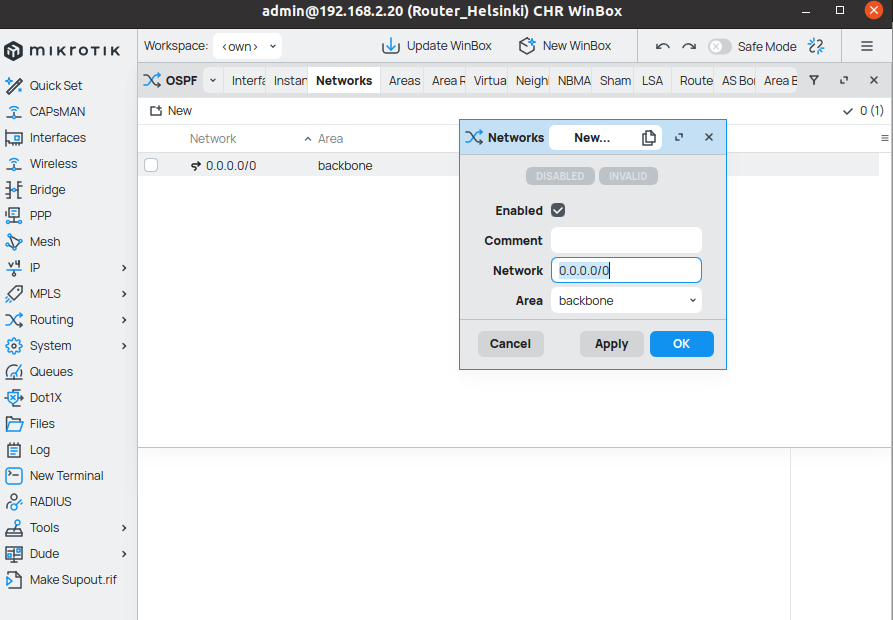 admin@192.168.2.20 (Router_Helsinki) CHR WinBox
MIKROTIK
Workspace: <own> Update WinBox New WinBox Safe Mode
OSPF Interfa Instan Networks Areas Area R Virtua Neigh NBMA Sham LSA Route AS Bo Area B
New 0 (1)
Network Area
0.0.0.0/0 backbone
Quick Set
CAPsMAN
Interfaces
Wireless
Bridge
PPP
Mesh
IP
MPLS
Routing
System
Queues
Dot1X
Files
Log
New Terminal
RADIUS
Tools
Dude
Make Supout.rif
Networks New...
DISABLED INVALID
Enabled
Comment
Network 0.0.0.0/0
Area backbone
Cancel Apply OK